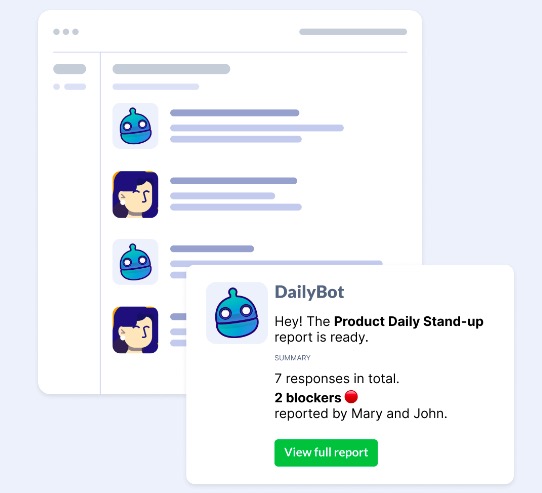 DailyBot
Hey! The Product Daily Stand-up
report is ready.
SUMMARY
7 responses in total.
2 blockers 🔴
reported by Mary and John.
View full report